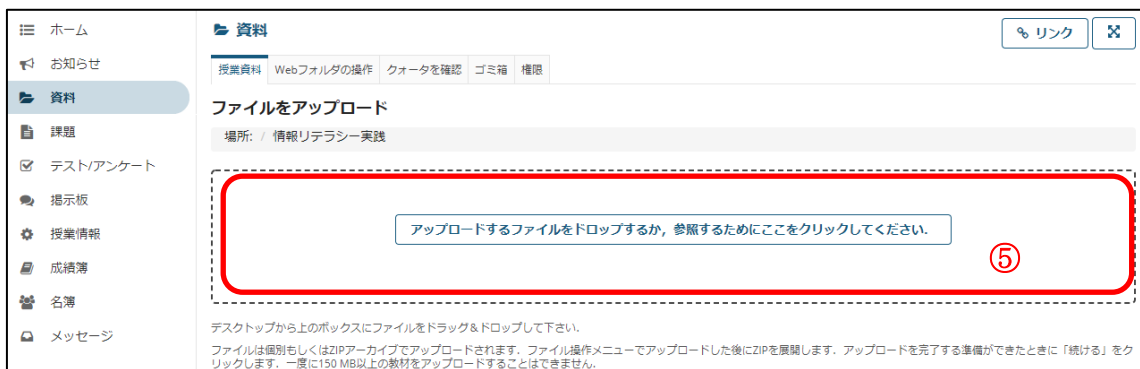 ホーム
お知らせ
資料
課題
テスト/アンケート
掲示板
授業情報
成績簿
名簿
メッセージ
資料
リンク
授業資料 Webフォルダの操作 クォータを確認 ゴミ箱 権限
ファイルをアップロード
場所: / 情報リテラシー実践
アップロードするファイルをドロップするか，参照するためにここをクリックしてください．
⑤
デスクトップから上のボックスにファイルをドラッグ＆ドロップして下さい．
ファイルは個別もしくはZIPアーカイブでアップロードされます．ファイル操作メニューでアップロードした後にZIPを展開します．アップロードを完了する準備ができたときに「続ける」をク
リックします．一度に150 MB以上の教材をアップロードすることはできません．